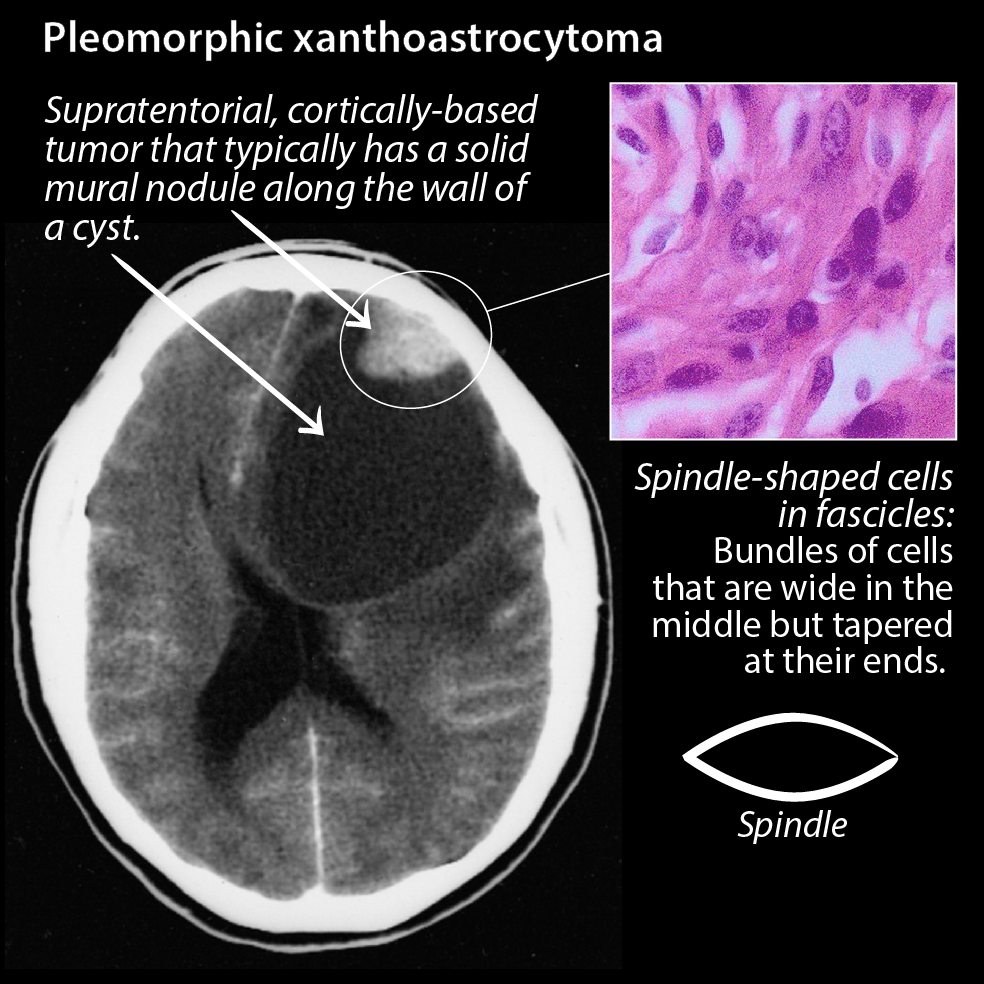 Pleomorphic xanthoastrocytoma
Supratentorial, cortically-based
tumor that typically has a solid
mural nodule along the wall of
a cyst.
Spindle-shaped cells
in fascicles:
Bundles of cells
that are wide in the
middle but tapered
at their ends.
Spindle